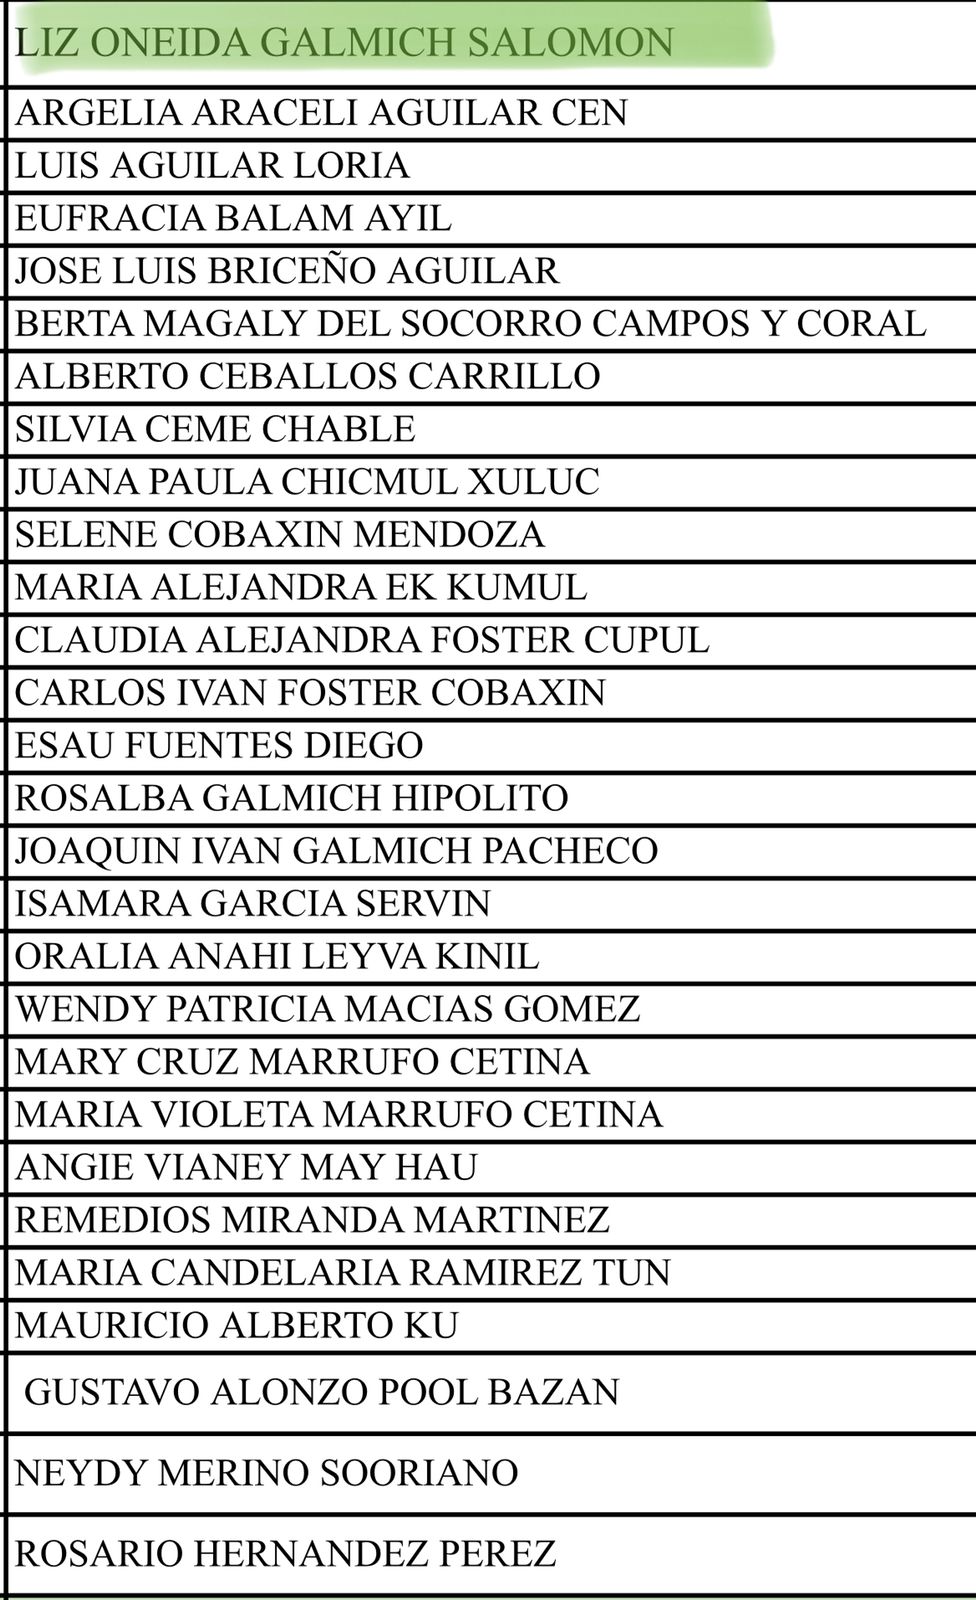 LIZ ONEIDA GALMICH SALOMON
ARGELIA ARACELI AGUILAR CEN
LUIS AGUILAR LORIA
EUFRACIA BALAM AYIL
JOSE LUIS BRICEÑO AGUILAR
BERTA MAGALY DEL SOCORRO CAMPOS Y CORAL
ALBERTO CEBALLOS CARRILLO
SILVIA CEME CHABLE
JUANA PAULA CHICMUL XULUC
SELENE COBAXIN MENDOZA
MARIA ALEJANDRA EK KUMUL
CLAUDIA ALEJANDRA FOSTER CUPUL
CARLOS IVAN FOSTER COBAXIN
ESAU FUENTES DIEGO
ROSALBA GALMICH HIPOLITO
JOAQUIN IVAN GALMICH PACHECO
ISAMARA GARCIA SERVIN
ORALIA ANAHI LEYVA KINIL
WENDY PATRICIA MACIAS GOMEZ
MARY CRUZ MARRUFO CETINA
MARIA VIOLETA MARRUFO CETINA
ANGIE VIANEY MAY HAU
REMEDIOS MIRANDA MARTINEZ
MARIA CANDELARIA RAMIREZ TUN
MAURICIO ALBERTO KU
GUSTAVO ALONZO POOL BAZAN
NEYDY MERINO SOORIANO
ROSARIO HERNANDEZ PEREZ